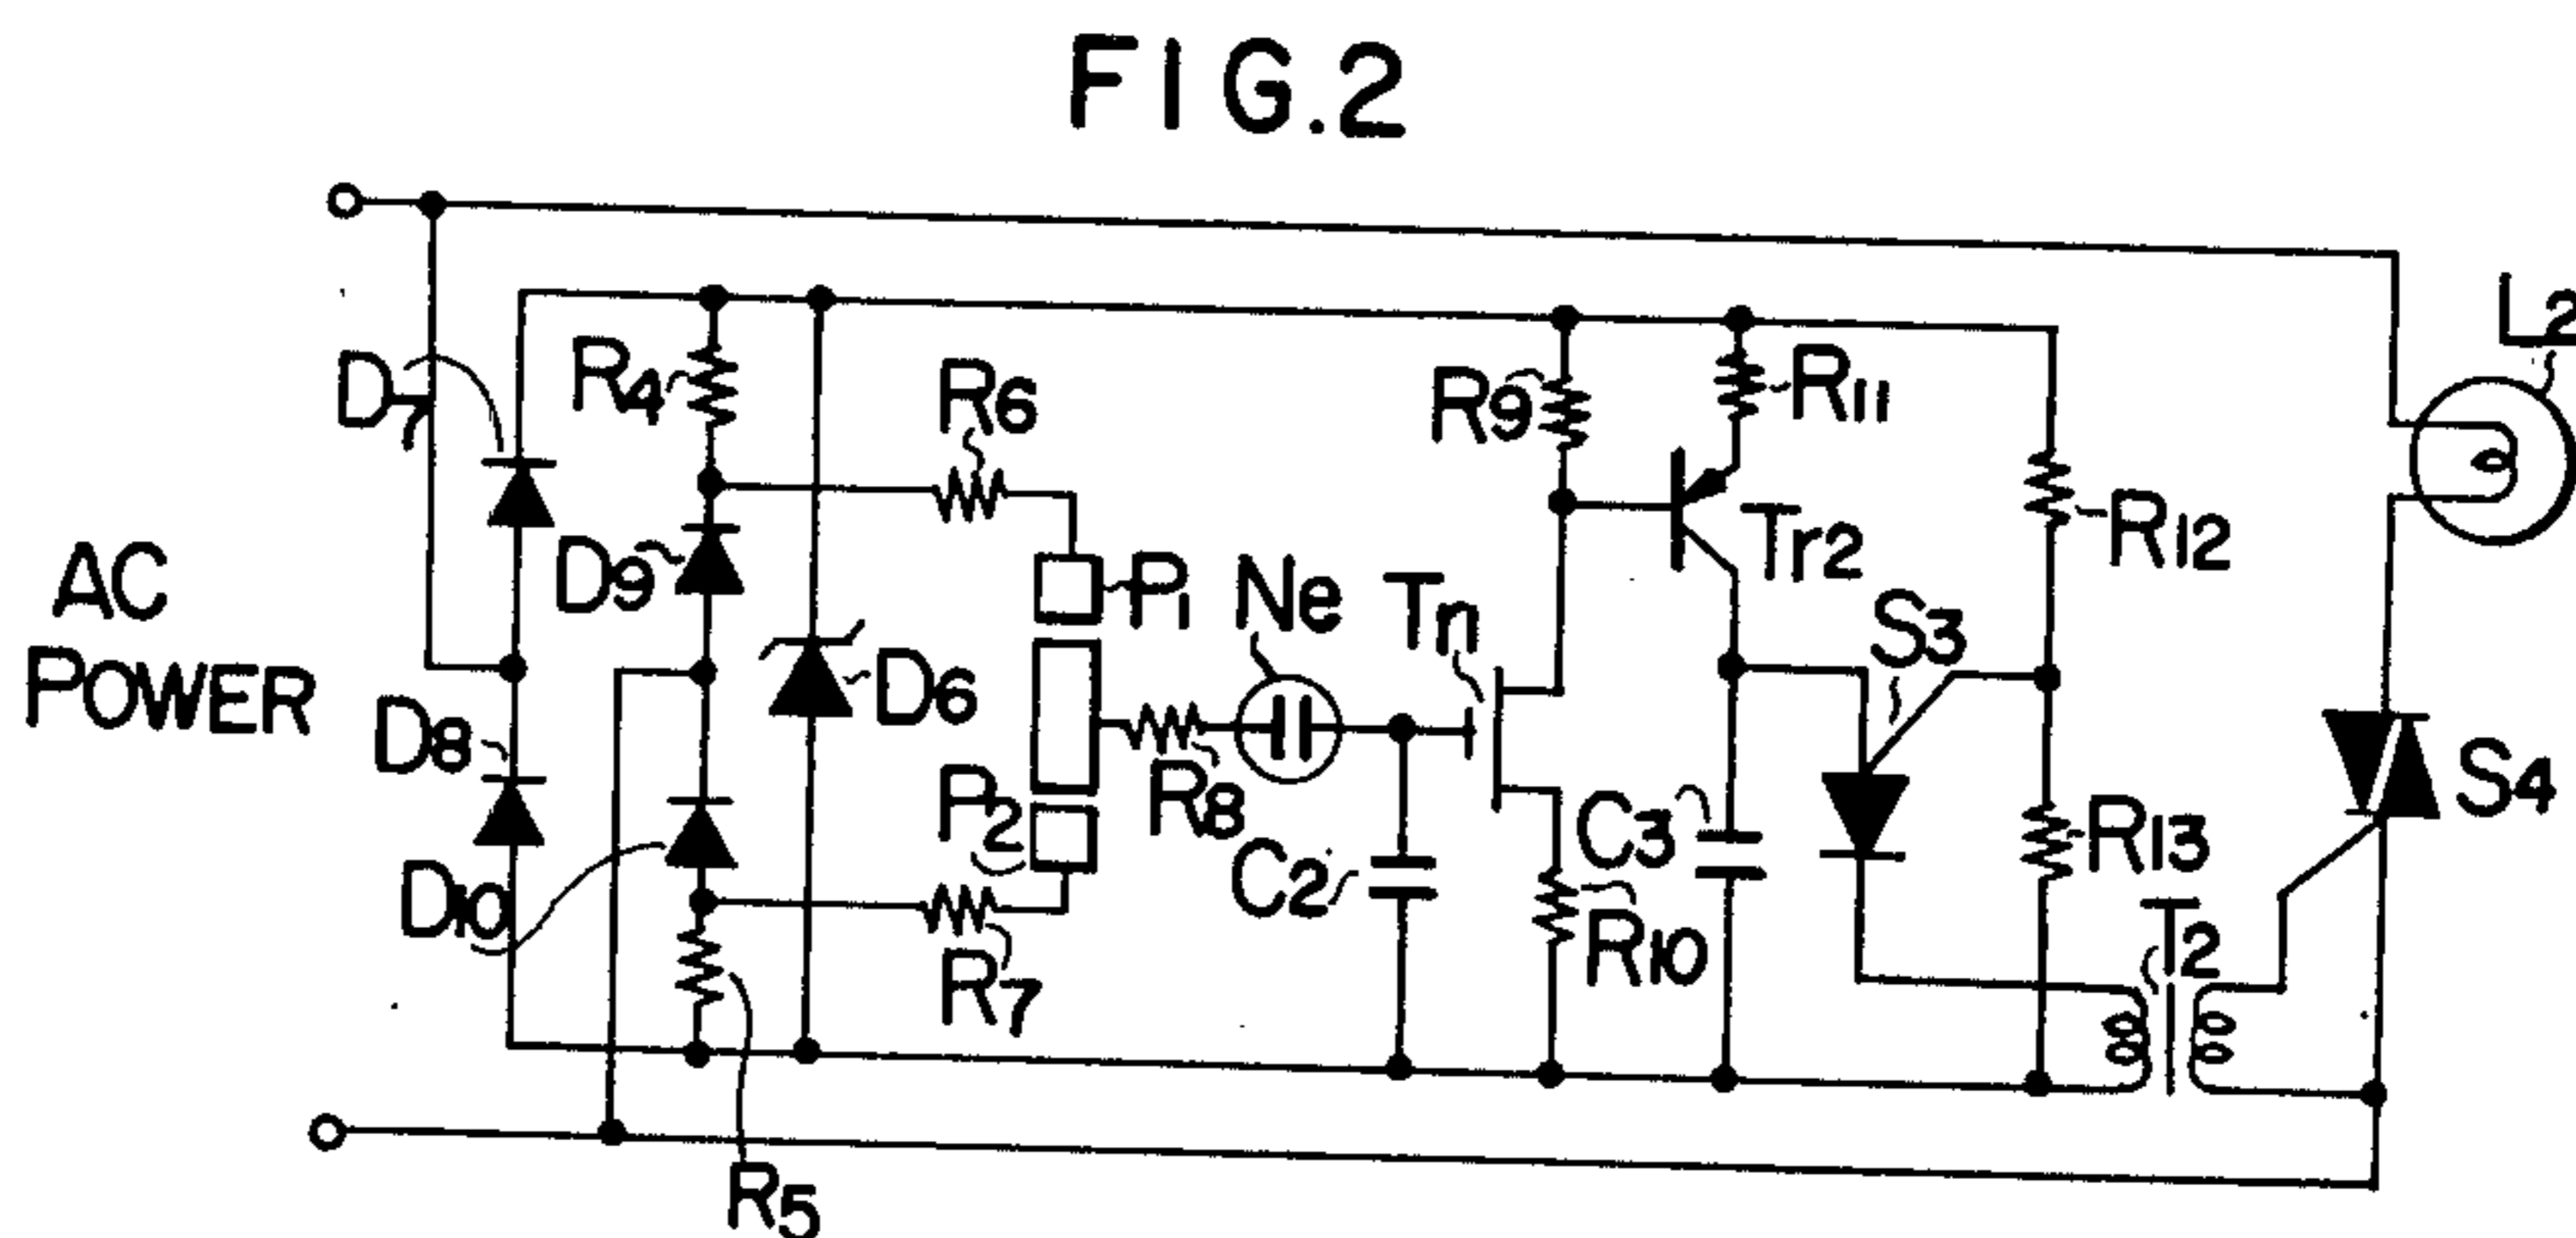 FIG.2
L2
D7
R4
R6
R9
R11
Tr2
R12
AC
POWER
D9
P1
Ne
Tr1
S3
D8
D6
P2
R8
C2
C3
R13
S4
D10
R7
R10
T2
R5